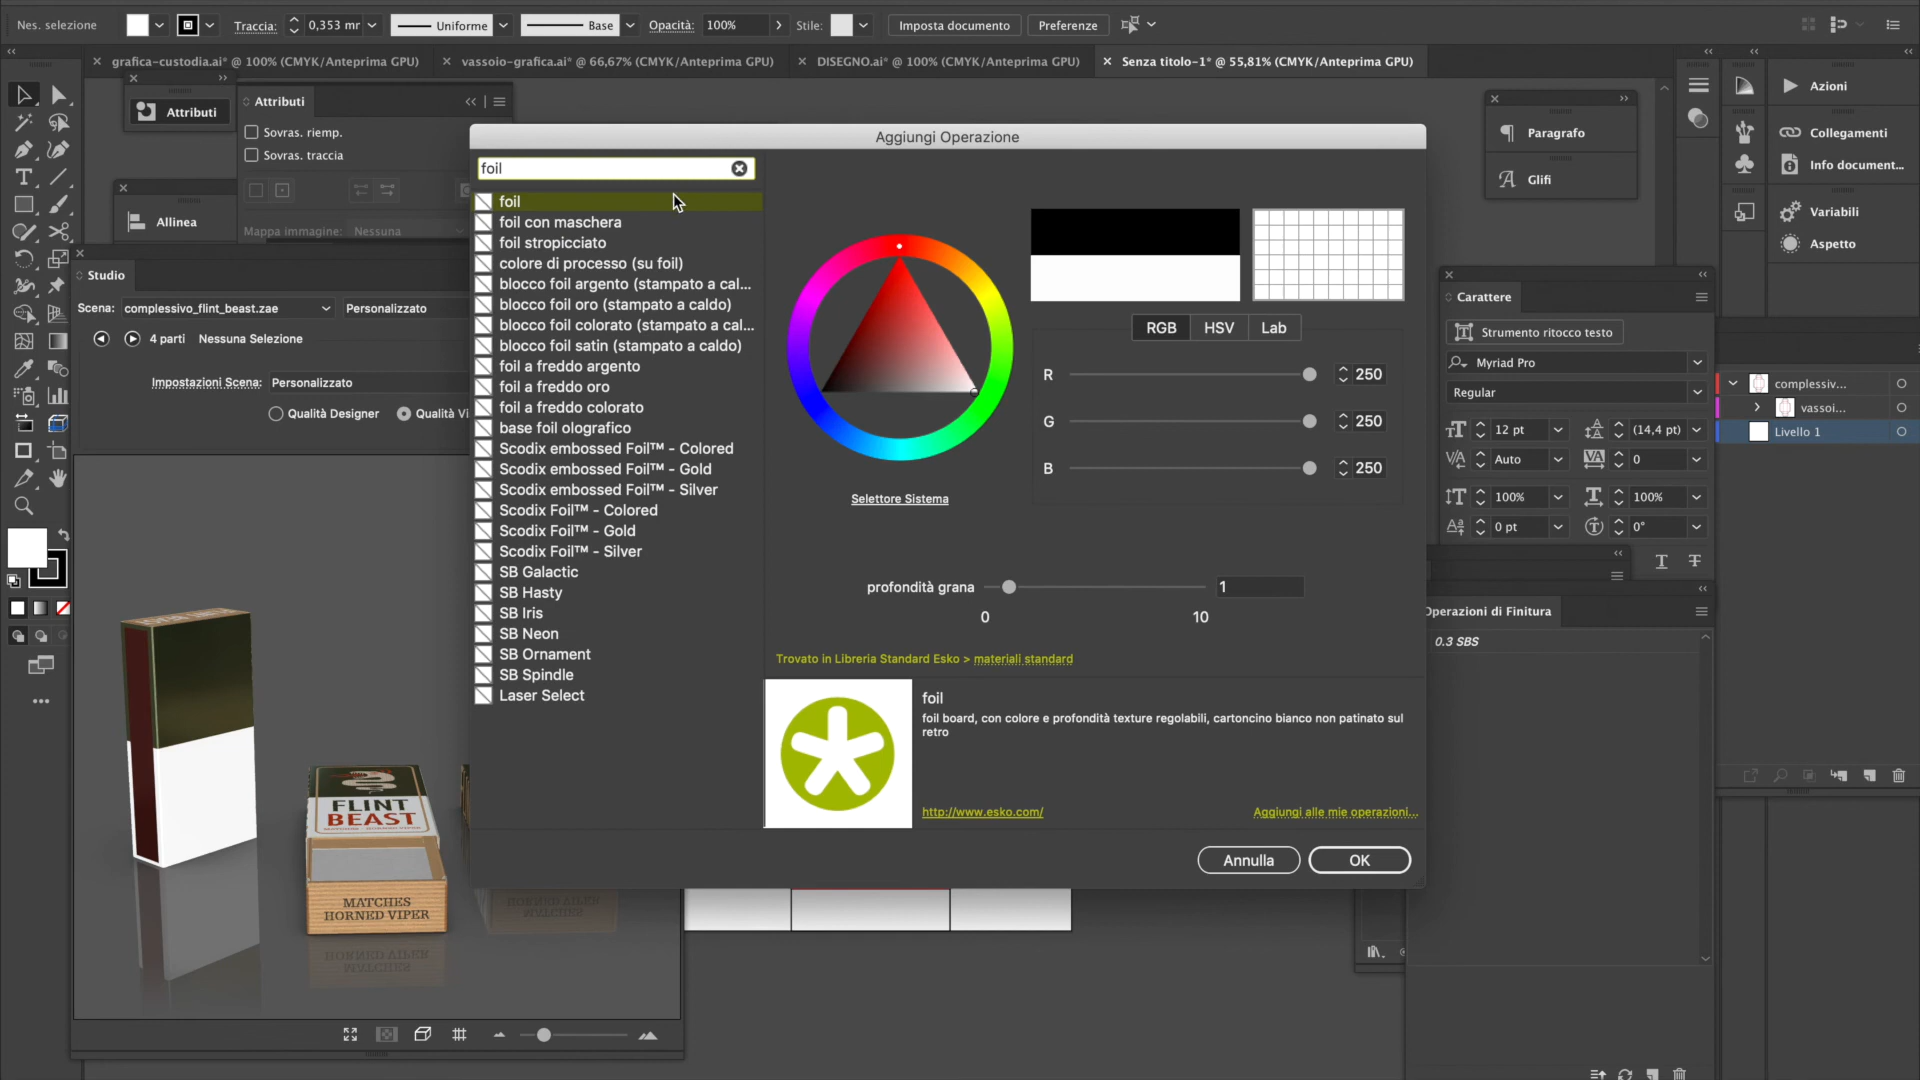 Nes. selezione
Traccia:
0,353 mr
Uniforme
Base
Opacità:
100%
Stile:
Imposta documento
Preferenze
grafica-custodia.ai* @ 100% (CMYK/Anteprima GPU)
vassoio-grafica.ai* @ 66,67% (CMYK/Anteprima GPU)
DISEGNO.ai* @ 100% (CMYK/Anteprima GPU)
Senza titolo-1* @ 55,81% (CMYK/Anteprima GPU)
Attributi
Attributi
Sovras. riemp.
Sovras. traccia
Mappa immagine:
Nessuna
Allinea
Studio
Scena:
complessivo_flint_beast.zae
Personalizzato
4 parti
Nessuna Selezione
Impostazioni Scena:
Personalizzato
Qualità Designer
Qualità Vi
FLINT
BEAST
MATCHES
HORNED VIPER
Aggiungi Operazione
foil
foil
foil con maschera
foil stropicciato
colore di processo (su foil)
blocco foil argento (stampato a cal...
blocco foil oro (stampato a caldo)
blocco foil colorato (stampato a cal...
blocco foil satin (stampato a caldo)
foil a freddo argento
foil a freddo oro
foil a freddo colorato
base foil olografico
Scodix embossed Foil™ - Colored
Scodix embossed Foil™ - Gold
Scodix embossed Foil™ - Silver
Scodix Foil™ - Colored
Scodix Foil™ - Gold
Scodix Foil™ - Silver
SB Galactic
SB Hasty
SB Iris
SB Neon
SB Ornament
SB Spindle
Laser Select
Selettore Sistema
RGB
HSV
Lab
R
250
G
250
B
250
profondità grana
1
0
10
Trovato in Libreria Standard Esko > materiali standard
foil
foil board, con colore e profondità texture regolabili, cartoncino bianco non patinato sul
retro
http://www.esko.com/
Aggiungi alle mie operazioni...
Annulla
OK
Paragrafo
Glifi
Azioni
Collegamenti
Info document...
Variabili
Aspetto
Carattere
Strumento ritocco testo
Myriad Pro
Regular
12 pt
(14,4 pt)
Auto
0
100%
100%
0 pt
0°
Operazioni di Finitura
0.3 SBS
complessiv...
vassoi...
Livello 1